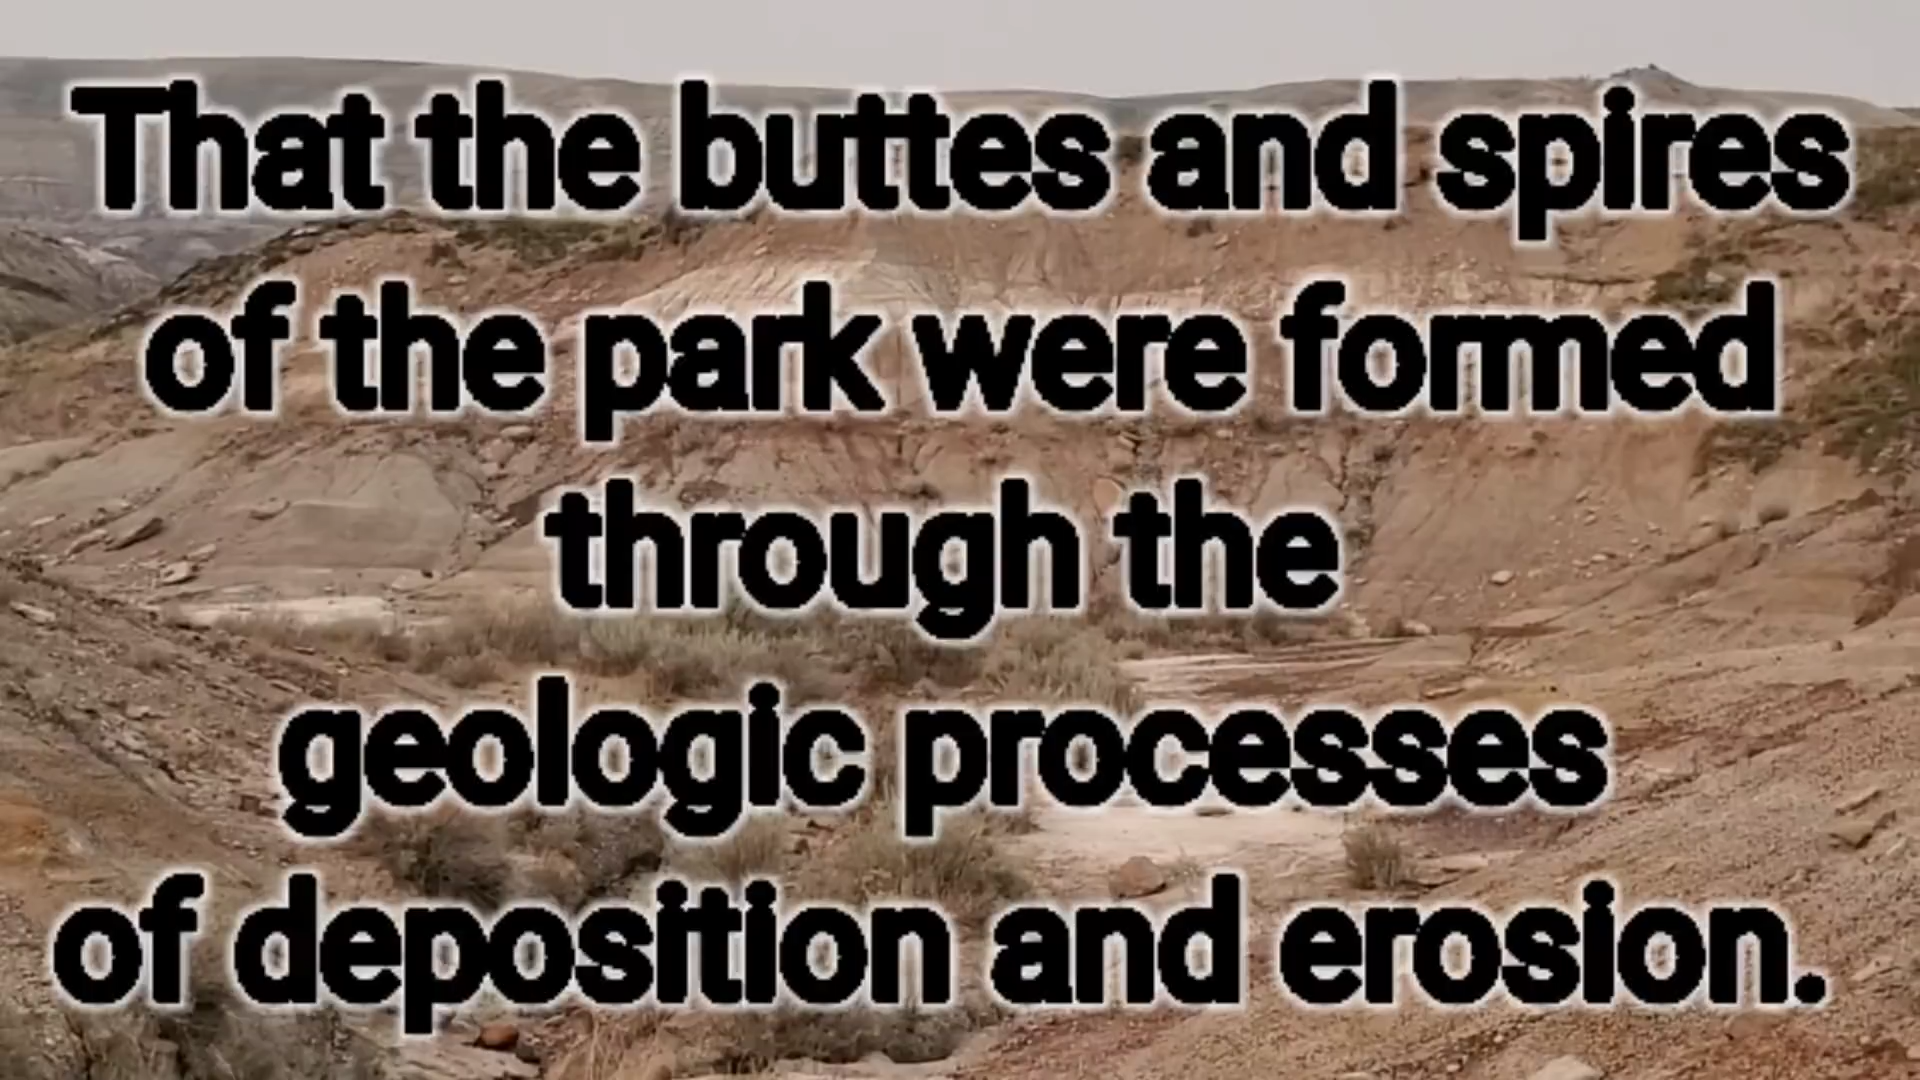 That the buttes and spires
of the park were formed
through the
geologic processes
of deposition and erosion.